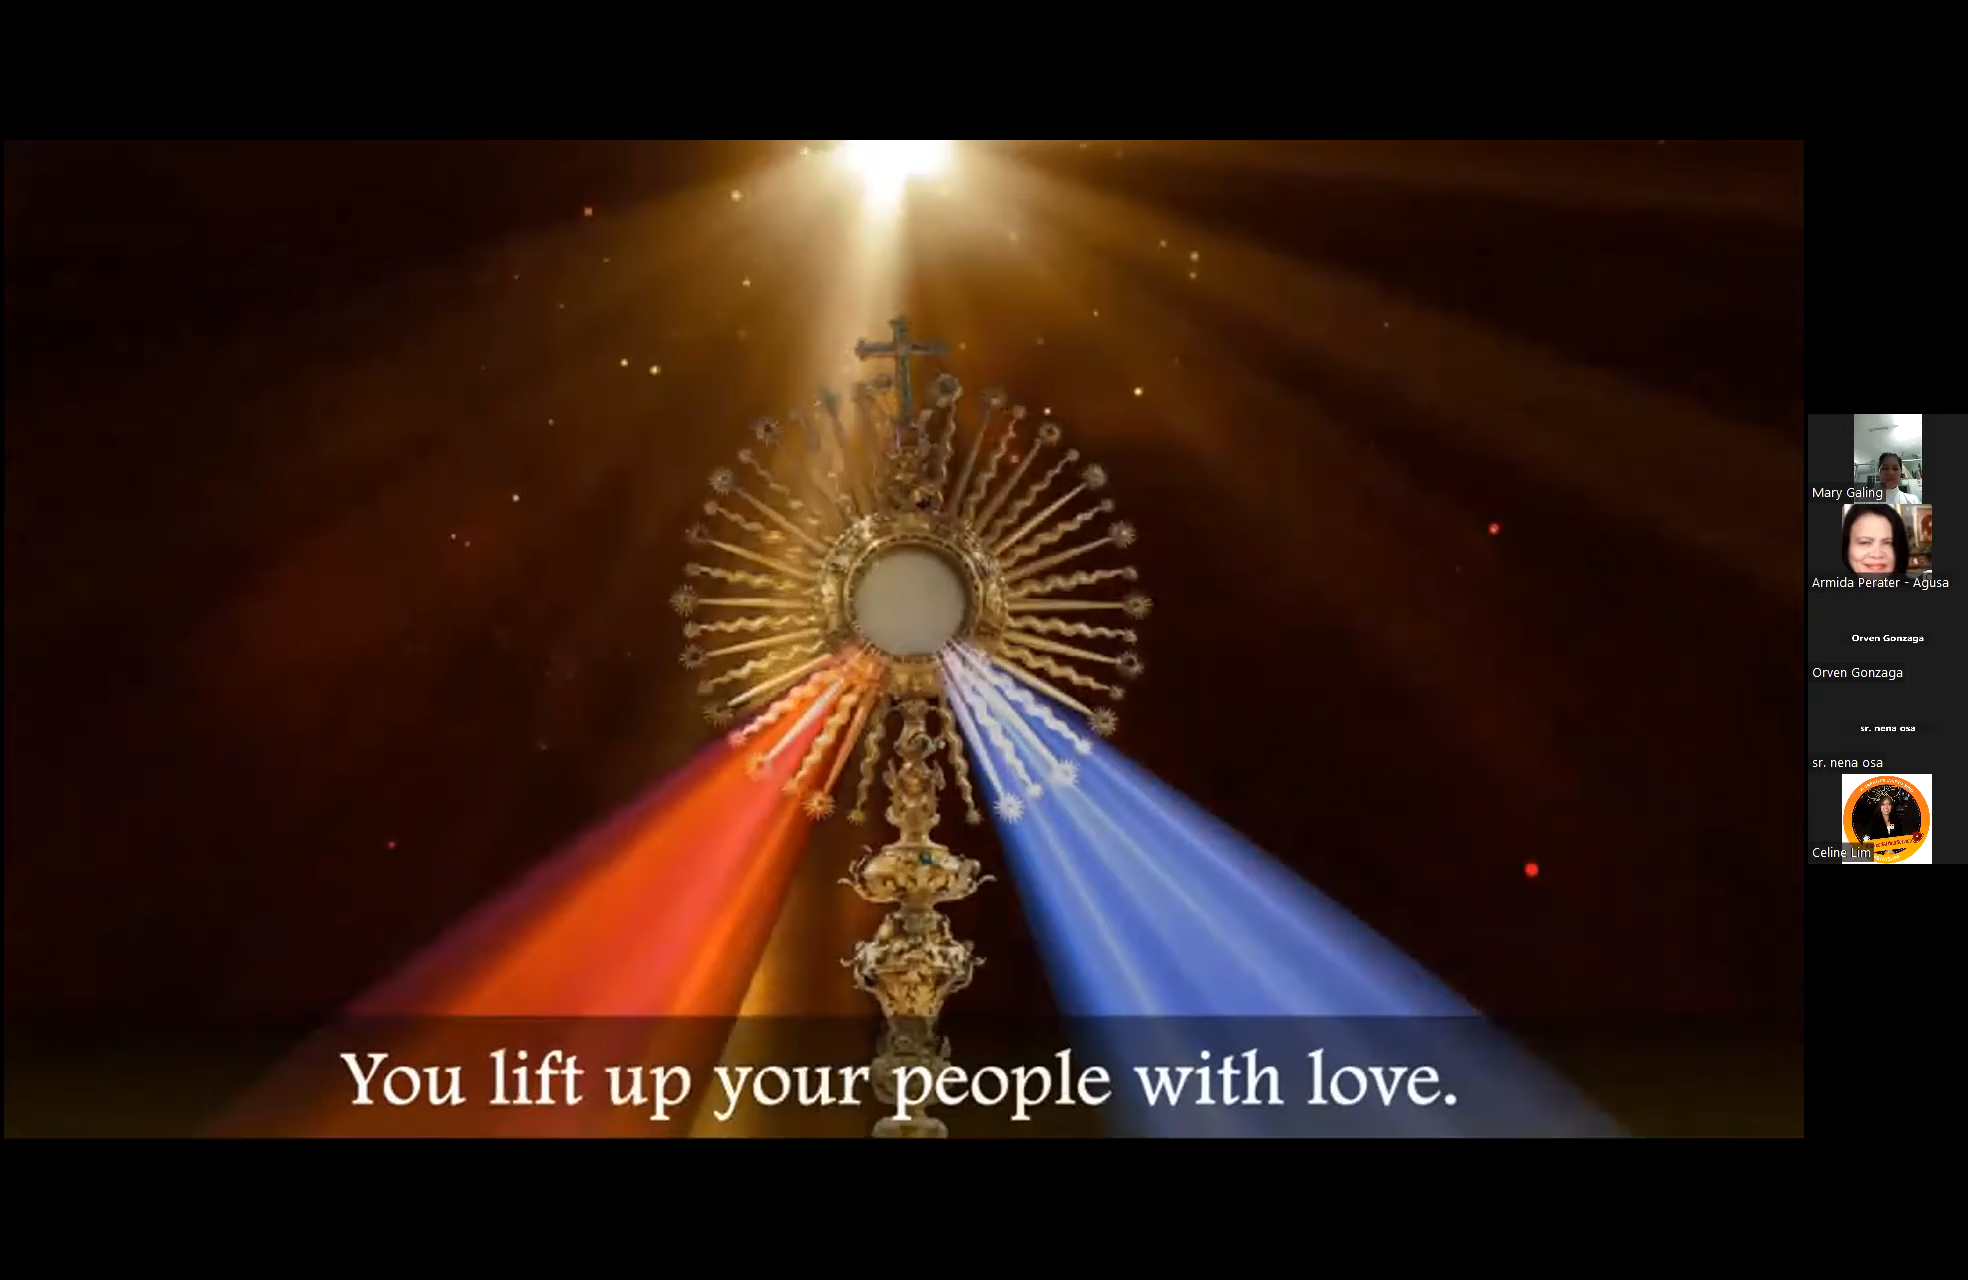 You lift up your people with love.
Mary Galing
Armida Perater - Agusa
Orven Gonzaga
Orven Gonzaga
sr. nena osa
sr. nena osa
Celine Lim